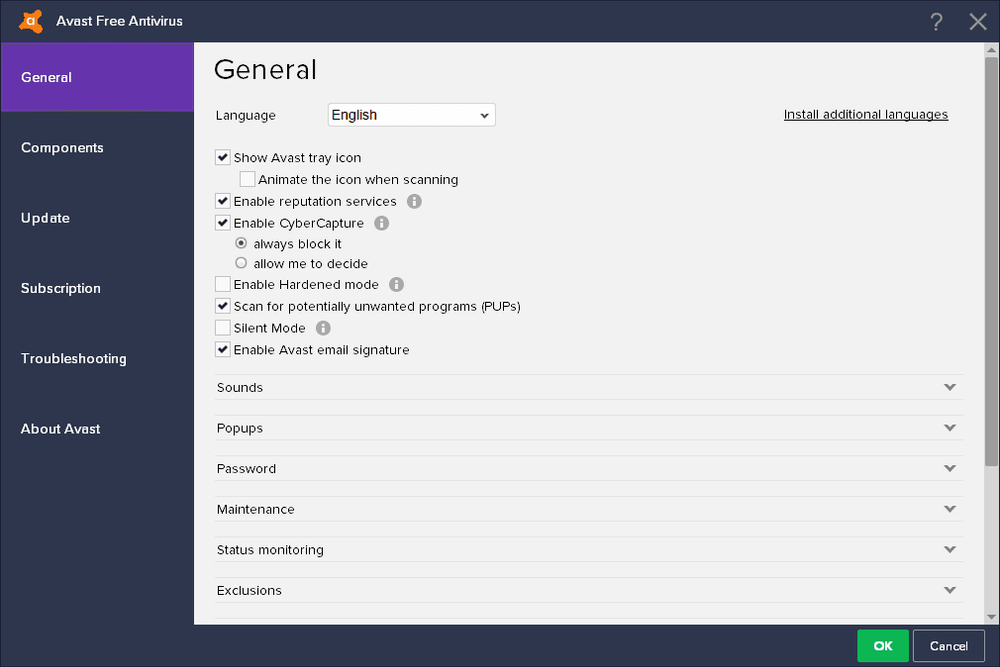 Avast Free Antivirus
?
General
Components
Update
Subscription
Troubleshooting
About Avast
General
Language
English
Install additional languages
Show Avast tray icon
Animate the icon when scanning
Enable reputation services
Enable CyberCapture
always block it
allow me to decide
Enable Hardened mode
Scan for potentially unwanted programs (PUPs)
Silent Mode
Enable Avast email signature
Sounds
Popups
Password
Maintenance
Status monitoring
Exclusions
OK
Cancel